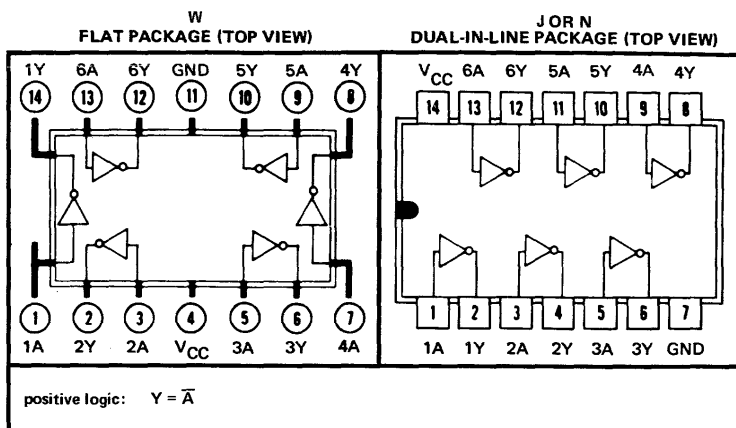 W
FLAT PACKAGE (TOP VIEW)
1Y 6A 6Y GND 5Y 5A 4Y
14 13 12 11 10 9 8
1 2 3 4 5 6 7
1A 2Y 2A VCC 3A 3Y 4A
J OR N
DUAL-IN-LINE PACKAGE (TOP VIEW)
VCC 6A 6Y 5A 5Y 4A 4Y
14 13 12 11 10 9 8
1 2 3 4 5 6 7
1A 1Y 2A 2Y 3A 3Y GND
positive logic: Y = A̅